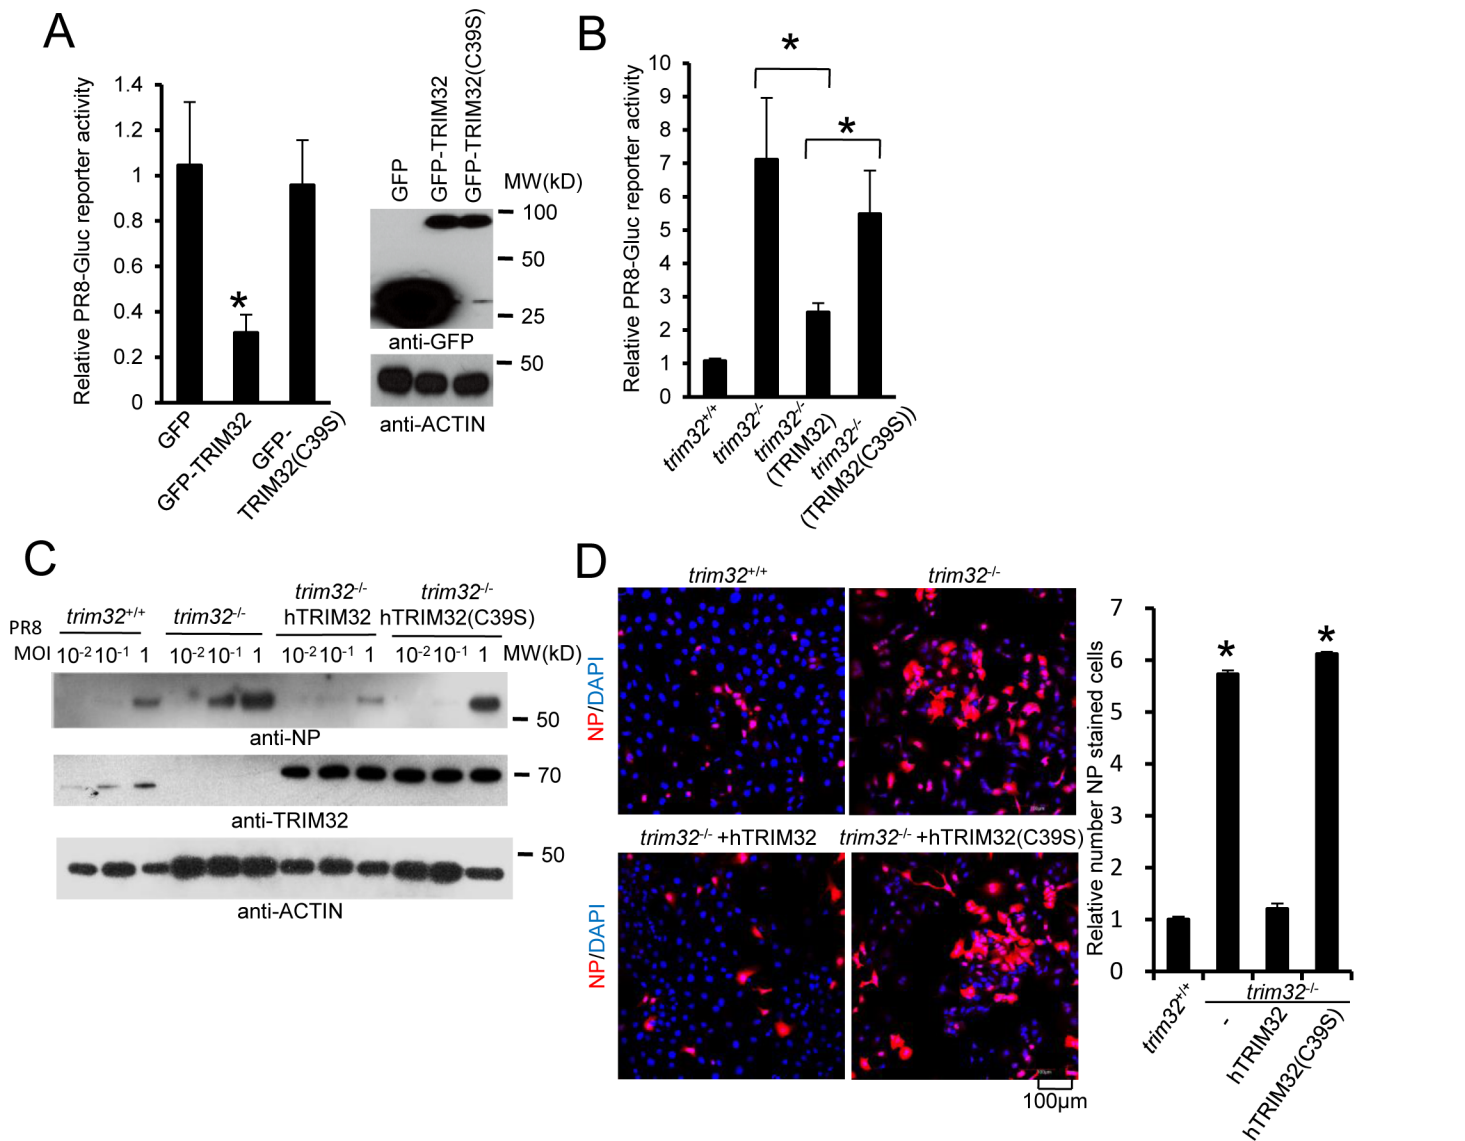 A
Relative PR8-Gluc reporter activity
1.4
1.2
1
0.8
0.6
0.4
0.2
0
*
GFP
GFP-TRIM32
GFP-
TRIM32(C39S)
GFP
GFP-TRIM32
GFP-TRIM32(C39S)
MW(kD)
100
50
25
anti-GFP
50
anti-ACTIN
B
Relative PR8-Gluc reporter activity
10
9
8
7
6
5
4
3
2
1
0
*
*
trim32+/+
trim32-/-
trim32-/-
(TRIM32)
trim32-/-
(TRIM32(C39S))
C
trim32+/+
trim32-/-
trim32-/-
hTRIM32
trim32-/-
hTRIM32(C39S)
PR8
MOI 10-2 10-1 1 10-2 10-1 1 10-2 10-1 1 10-2 10-1 1 MW(kD)
50
anti-NP
70
anti-TRIM32
50
anti-ACTIN
D
trim32+/+
trim32-/-
NP/DAPI
trim32-/- +hTRIM32
trim32-/- +hTRIM32(C39S)
NP/DAPI
100μm
Relative number NP stained cells
7
6
5
4
3
2
1
0
*
*
trim32+/+
trim32-/-
-
hTRIM32
hTRIM32(C39S)